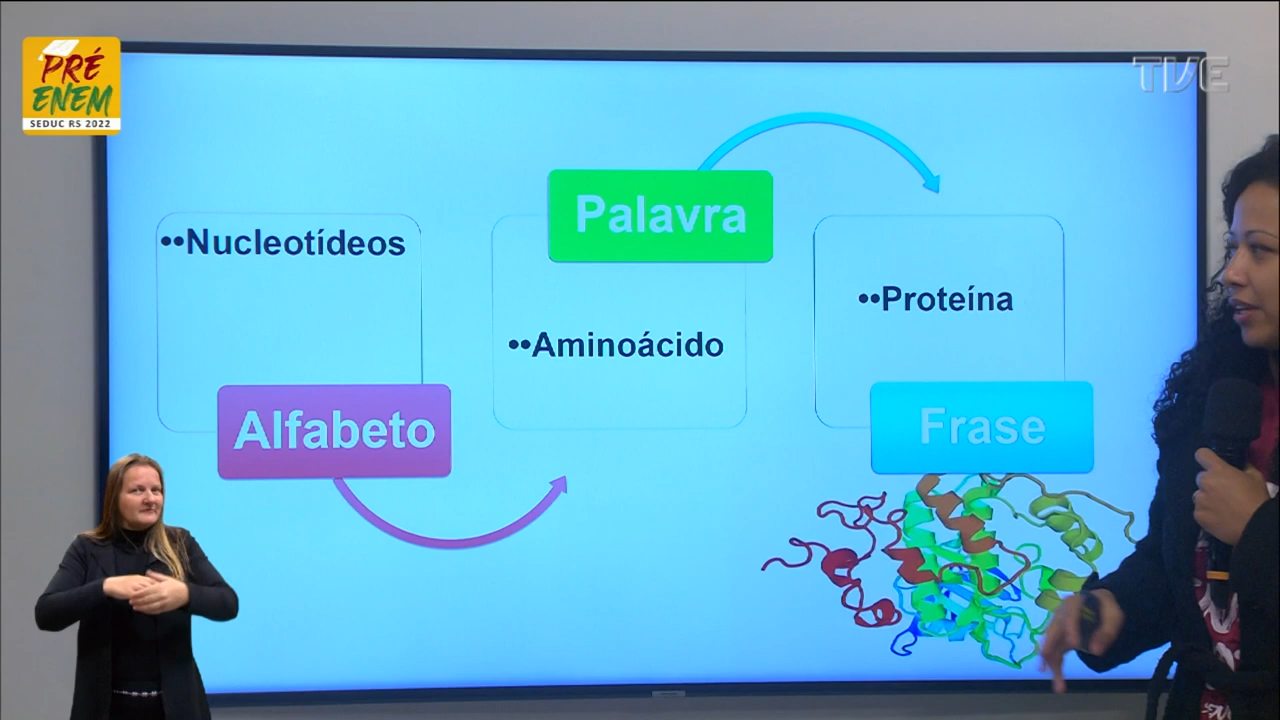 PRÉ
ENEM
SEDUC RS 2022
TVE
••Nucleotídeos
Alfabeto
Palavra
••Aminoácido
••Proteína
Frase